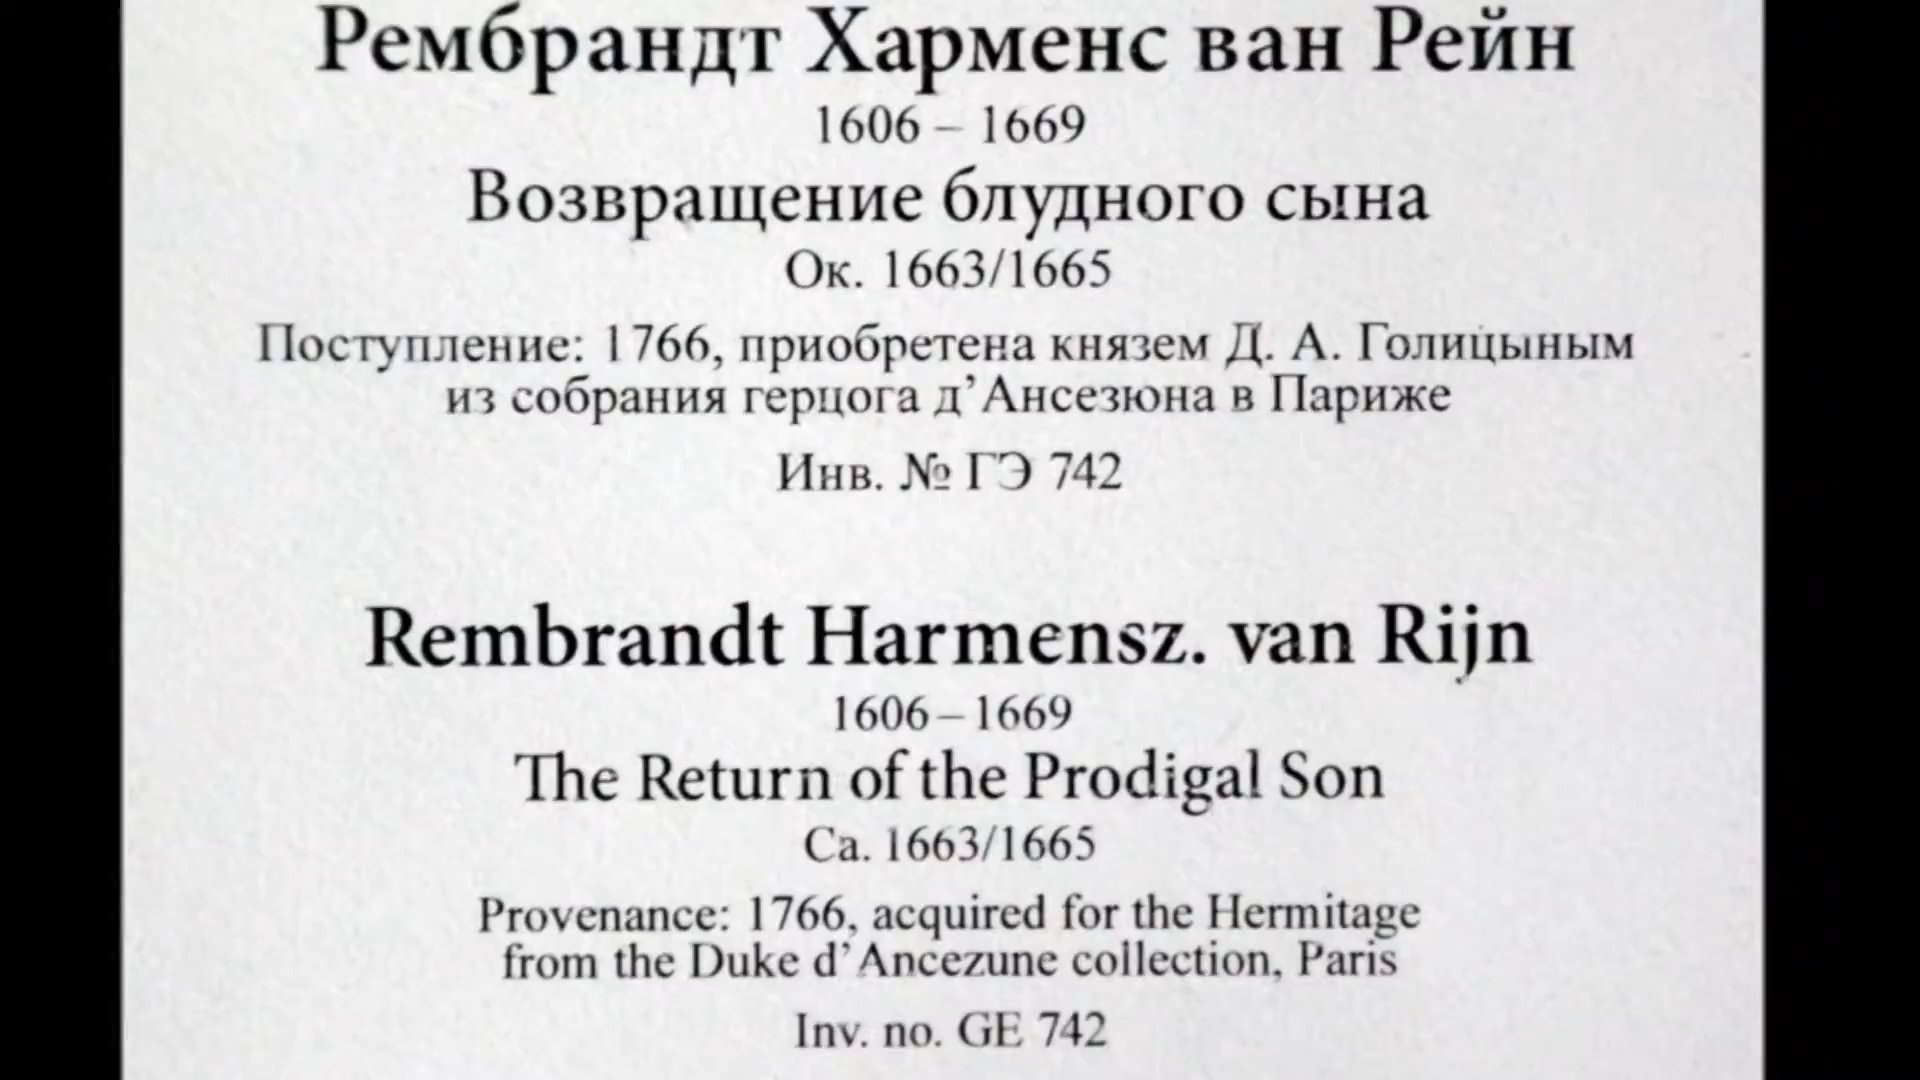 Рембрандт Харменс ван Рейн
1606 – 1669
Возвращение блудного сына
Ок. 1663/1665
Поступление: 1766, приобретена князем Д. А. Голицыным
из собрания герцога д’Ансезюна в Париже
Инв. № ГЭ 742
Rembrandt Harmensz. van Rijn
1606 – 1669
The Return of the Prodigal Son
Ca. 1663/1665
Provenance: 1766, acquired for the Hermitage
from the Duke d’Ancezune collection, Paris
Inv. no. GE 742